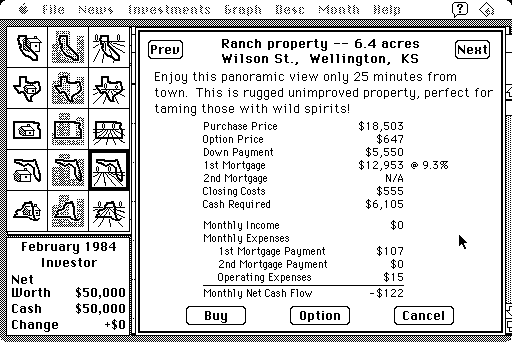 File News Investments Graph Desc Month Help
Prev
Ranch property -- 6.4 acres
Wilson St., Wellington, KS
Next
Enjoy this panoramic view only 25 minutes from
town. This is rugged unimproved property, perfect for
taming those with wild spirits!
Purchase Price $18,503
Option Price $647
Down Payment $5,550
1st Mortgage $12,953 @ 9.3%
2nd Mortgage N/A
Closing Costs $555
Cash Required $6,105
Monthly Income $0
Monthly Expenses
1st Mortgage Payment $107
2nd Mortgage Payment $0
Operating Expenses $15
Monthly Net Cash Flow -$122
Buy Option Cancel
February 1984
Investor
Net
Worth $50,000
Cash $50,000
Change +$0